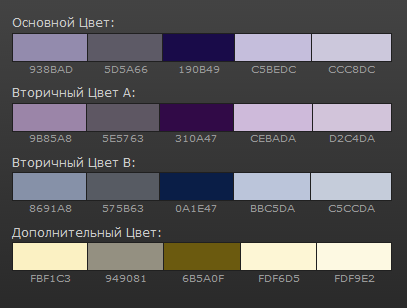 Основной Цвет:
938BAD 5D5A66 190B49 C5BEDC CCC8DC
Вторичный Цвет A:
9B85A8 5E5763 310A47 CEBADA D2C4DA
Вторичный Цвет B:
8691A8 575B63 0A1E47 BBC5DA C5CCDA
Дополнительный Цвет:
FBF1C3 949081 6B5A0F FDF6D5 FDF9E2